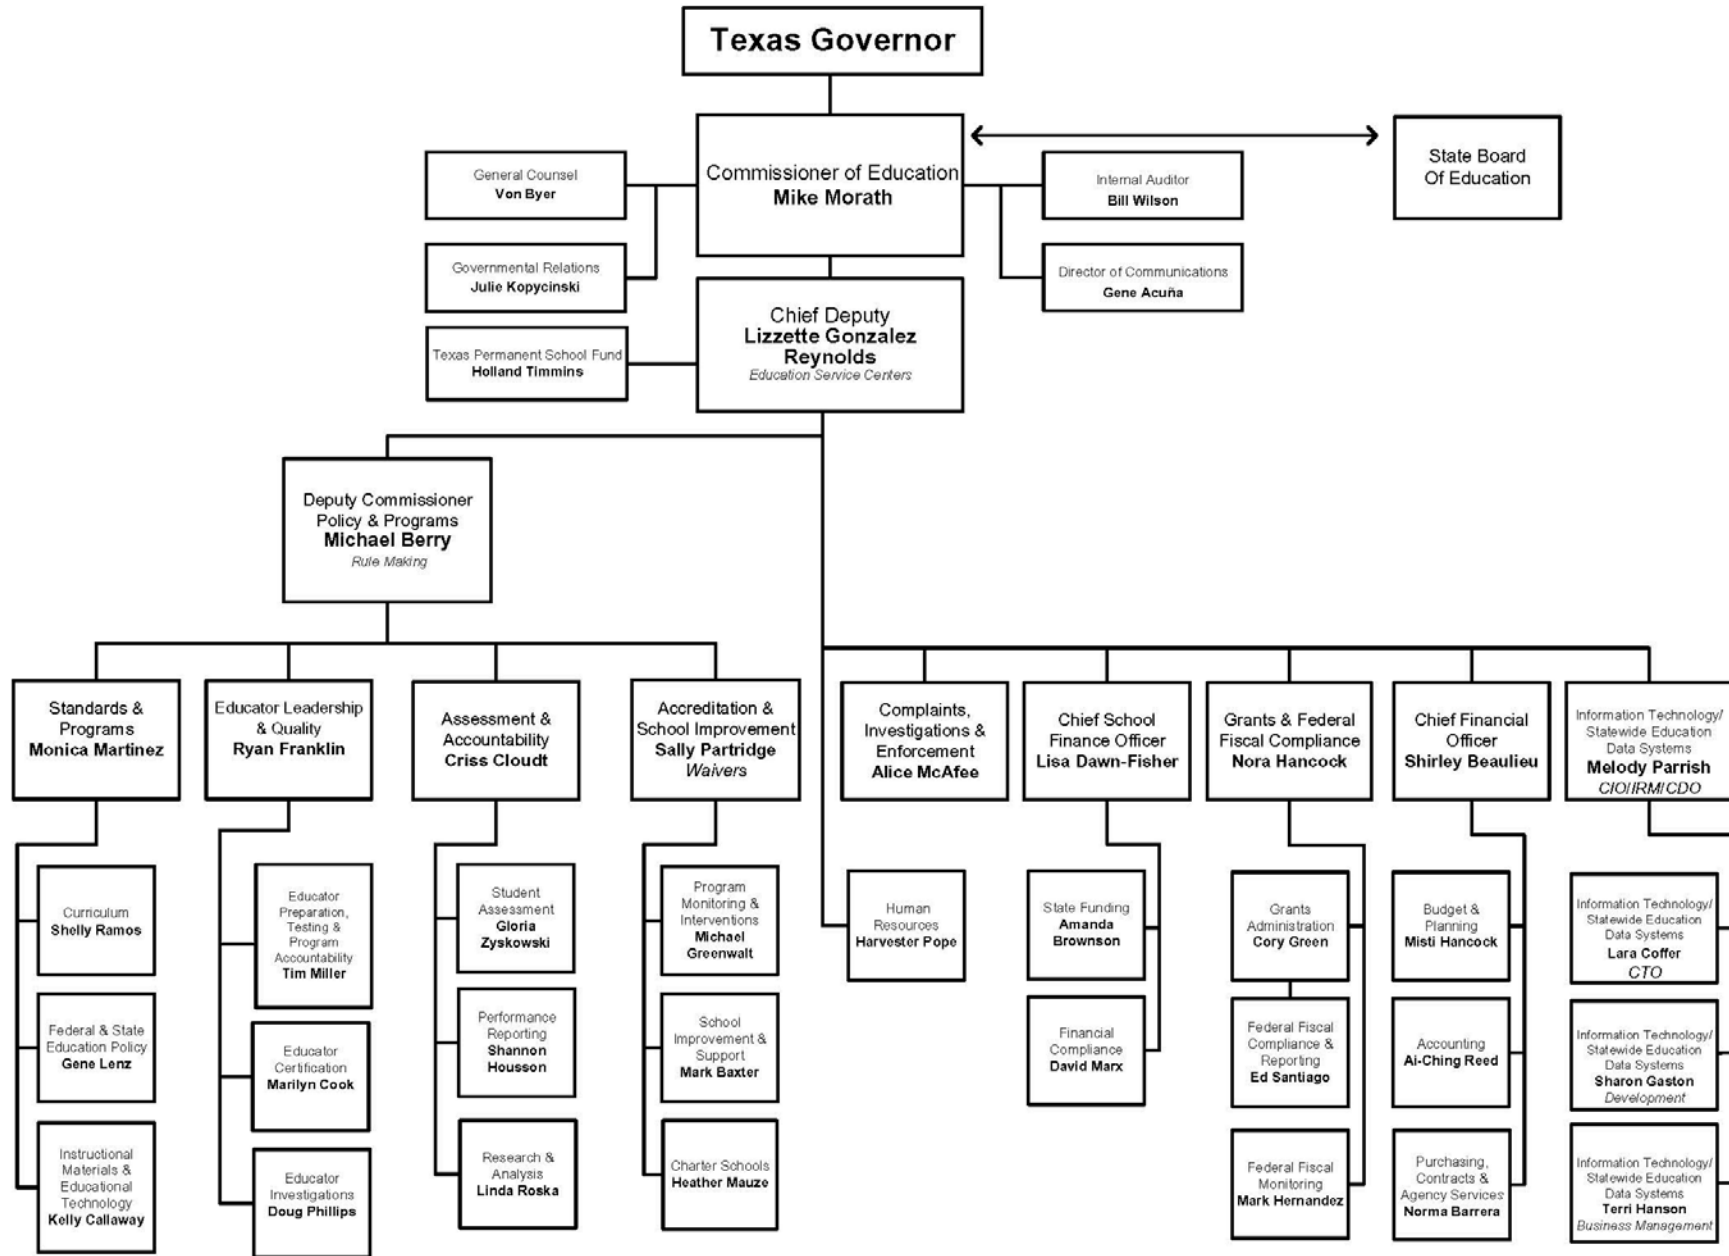 Texas Governor
Commissioner of Education
Mike Morath
State Board
Of Education
General Counsel
Von Byer
Internal Auditor
Bill Wilson
Governmental Relations
Julie Kopycinski
Director of Communications
Gene Acuña
Chief Deputy
Lizzette Gonzalez
Reynolds
Education Service Centers
Texas Permanent School Fund
Holland Timmins
Deputy Commissioner
Policy & Programs
Michael Berry
Rule Making
Standards &
Programs
Monica Martinez
Educator Leadership
& Quality
Ryan Franklin
Assessment &
Accountability
Criss Cloudt
Accreditation &
School Improvement
Sally Partridge
Waivers
Complaints,
Investigations &
Enforcement
Alice McAfee
Chief School
Finance Officer
Lisa Dawn-Fisher
Grants & Federal
Fiscal Compliance
Nora Hancock
Chief Financial
Officer
Shirley Beaulieu
Information Technology/
Statewide Education
Data Systems
Melody Parrish
CIO/IRM/CDO
Curriculum
Shelly Ramos
Educator
Preparation,
Testing &
Program
Accountability
Tim Miller
Student
Assessment
Gloria
Zyskowski
Program
Monitoring &
Interventions
Michael
Greenwalt
Human
Resources
Harvester Pope
State Funding
Amanda
Brownson
Grants
Administration
Cory Green
Budget &
Planning
Misti Hancock
Information Technology/
Statewide Education
Data Systems
Lara Coffer
CTO
Federal & State
Education Policy
Gene Lenz
Educator
Certification
Marilyn Cook
Performance
Reporting
Shannon
Housson
School
Improvement &
Support
Mark Baxter
Financial
Compliance
David Marx
Federal Fiscal
Compliance &
Reporting
Ed Santiago
Accounting
Ai-Ching Reed
Information Technology/
Statewide Education
Data Systems
Sharon Gaston
Development
Instructional
Materials &
Educational
Technology
Kelly Callaway
Educator
Investigations
Doug Phillips
Research &
Analysis
Linda Roska
Charter Schools
Heather Mauze
Federal Fiscal
Monitoring
Mark Hernandez
Purchasing,
Contracts &
Agency Services
Norma Barrera
Information Technology/
Statewide Education
Data Systems
Terri Hanson
Business Management